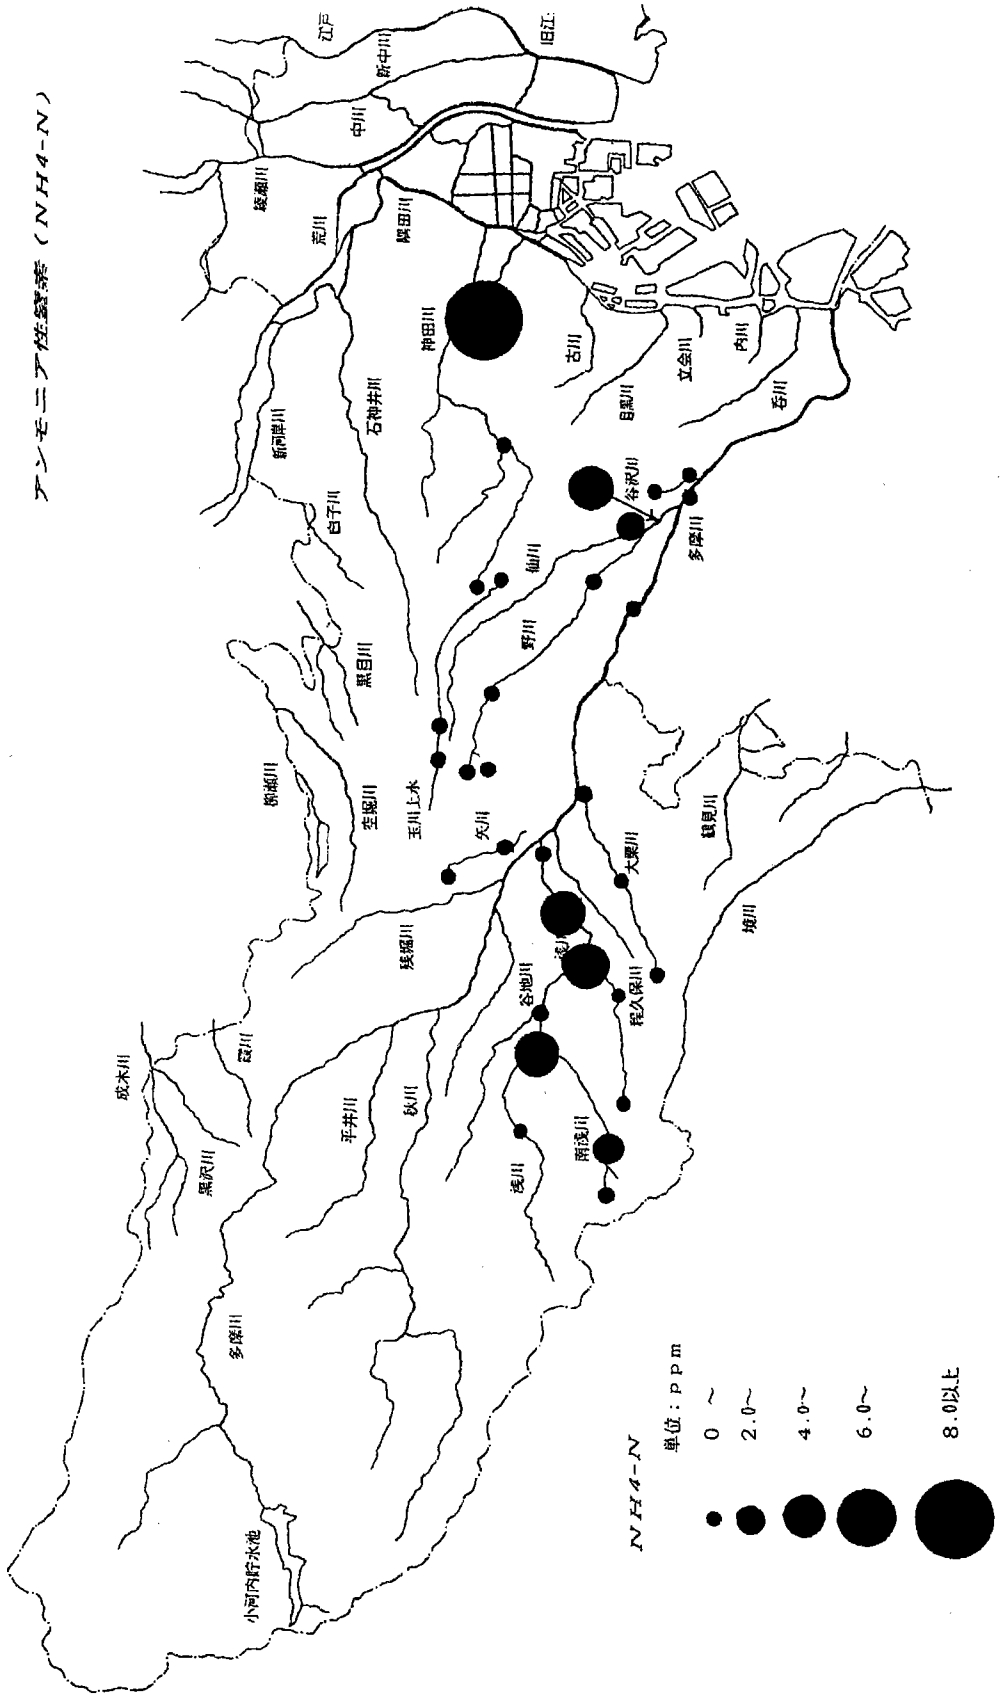 アンモニア性窒素(NH4-N)
江戸
新中川
旧江
中川
綾瀬川
荒川
隅田川
神田川
石神井川
新河岸川
白子川
古川
目黒川
立会川
内川
呑川
谷沢川
多摩川
仙川
野川
黒目川
柳瀬川
空堀川
玉川上水
矢川
大栗川
鶴見川
境川
残堀川
浅川
谷地川
程久保川
成木川
霞川
黒沢川
平井川
秋川
南浅川
浅川
多摩川
小河内貯水池
NH4-N
単位:ppm
0 ~
2.0~
4.0~
6.0~
8.0以上